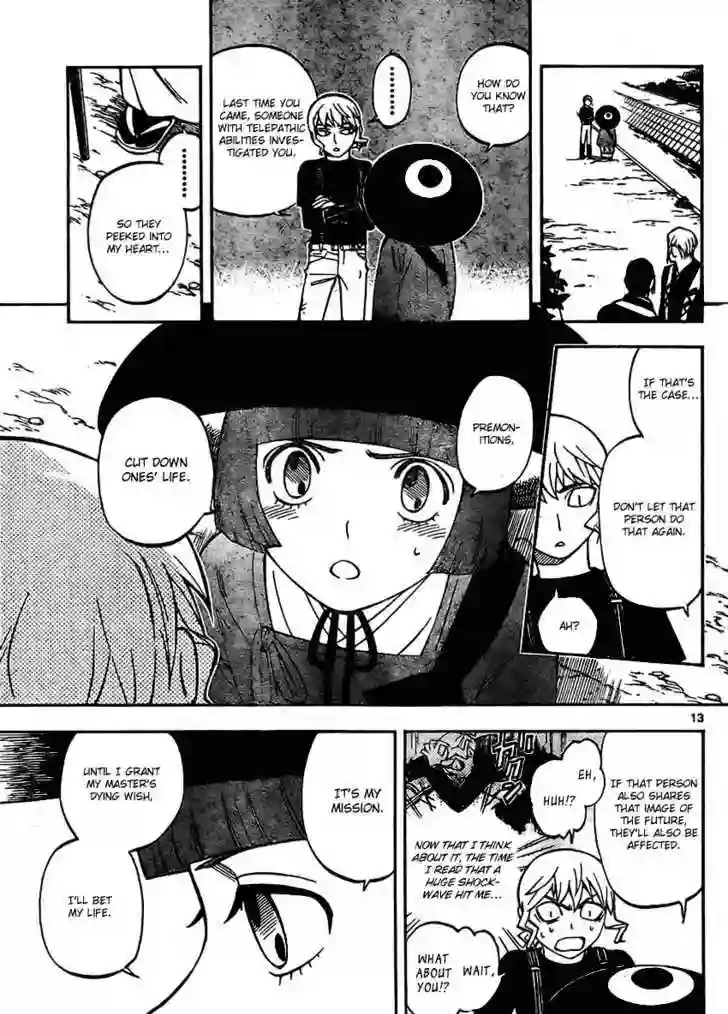 HOW DO
YOU KNOW
THAT?
LAST TIME YOU
CAME, SOMEONE
WITH TELEPATHIC
ABILITIES INVES-
TIGATED YOU.
SO THEY
PEEKED INTO
MY HEART...
IF THAT'S
THE CASE...
DON'T LET THAT
PERSON DO
THAT AGAIN.
AH?
PREMON-
ITIONS,
CUT DOWN
ONES' LIFE.
13
IF THAT PERSON
ALSO SHARES
THAT IMAGE OF
THE FUTURE,
THEY'LL ALSO BE
AFFECTED.
EH,
HUH!?
NOW THAT I THINK
ABOUT IT, THE TIME
I READ THAT A
HUGE SHOCK-
WAVE HIT ME...
WAIT,
WHAT
ABOUT
YOU!?
IT'S MY
MISSION.
UNTIL I GRANT
MY MASTER'S
DYING WISH,
I'LL BET
MY LIFE.